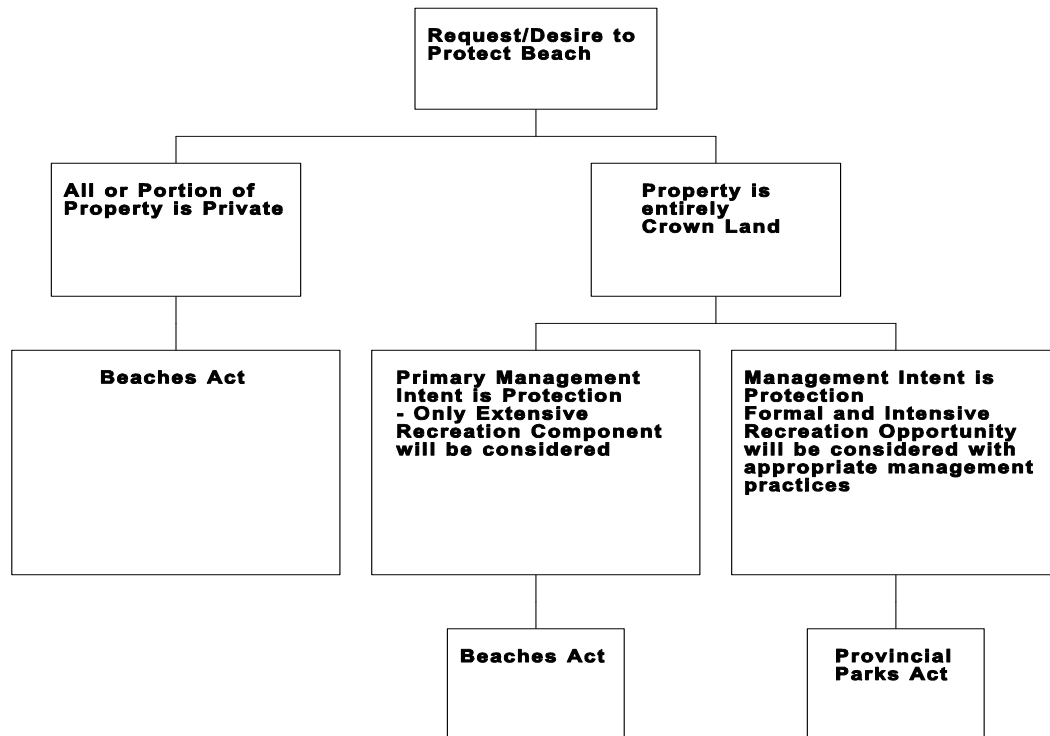 Request/Desire to
Protect Beach
All or Portion of
Property is Private
Property is
entirely
Crown Land
Beaches Act
Primary Management
Intent is Protection
- Only Extensive
Recreation Component
will be considered
Management Intent is
Protection
Formal and Intensive
Recreation Opportunity
will be considered with
appropriate management
practices
Beaches Act
Provincial
Parks Act